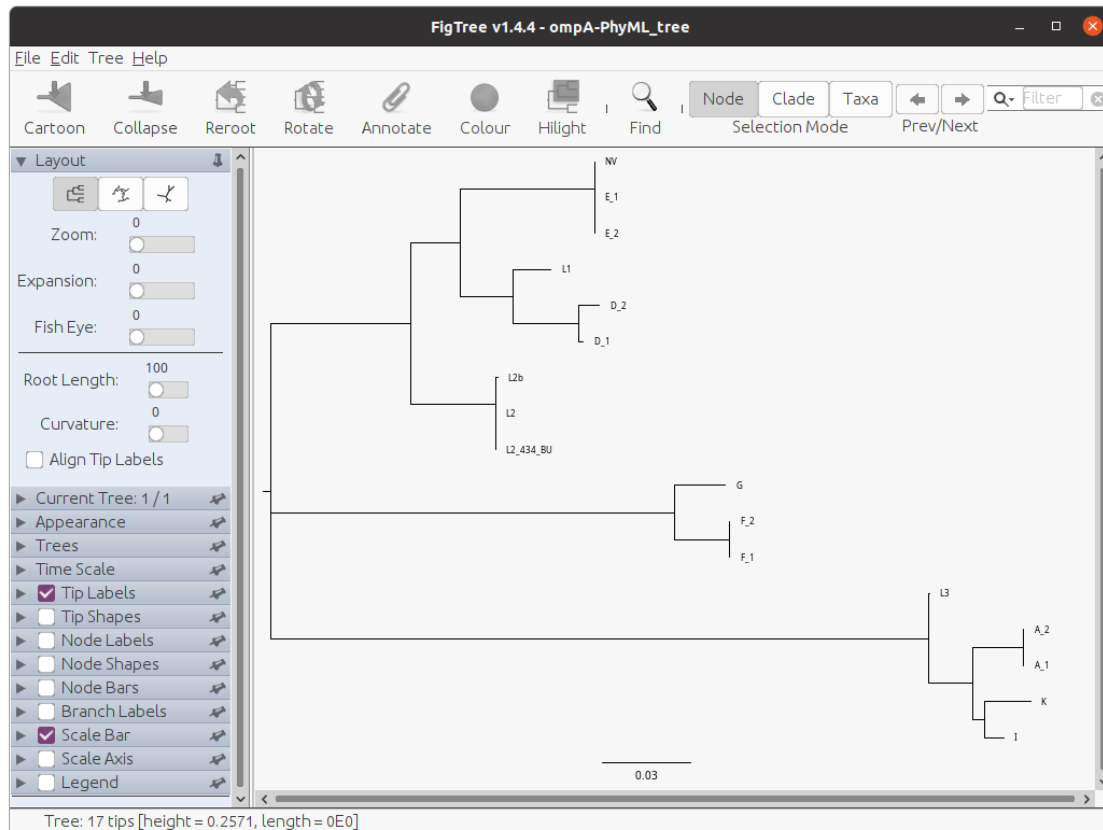 FigTree v1.4.4 - ompA-PhyML_tree
File Edit Tree Help
Cartoon Collapse Reroot Rotate Annotate Colour Hilight Find
Node Clade Taxa
Selection Mode
Prev/Next
Filter
Layout
Zoom: 0
Expansion: 0
Fish Eye: 0
Root Length: 100
Curvature: 0
Align Tip Labels
Current Tree: 1 / 1
Appearance
Trees
Time Scale
Tip Labels
Tip Shapes
Node Labels
Node Shapes
Node Bars
Branch Labels
Scale Bar
Scale Axis
Legend
NV
E_1
E_2
L1
D_2
D_1
L2b
L2
L2_434_BU
G
F_2
F_1
L3
A_2
A_1
K
I
0.03
Tree: 17 tips [height = 0.2571, length = 0E0]